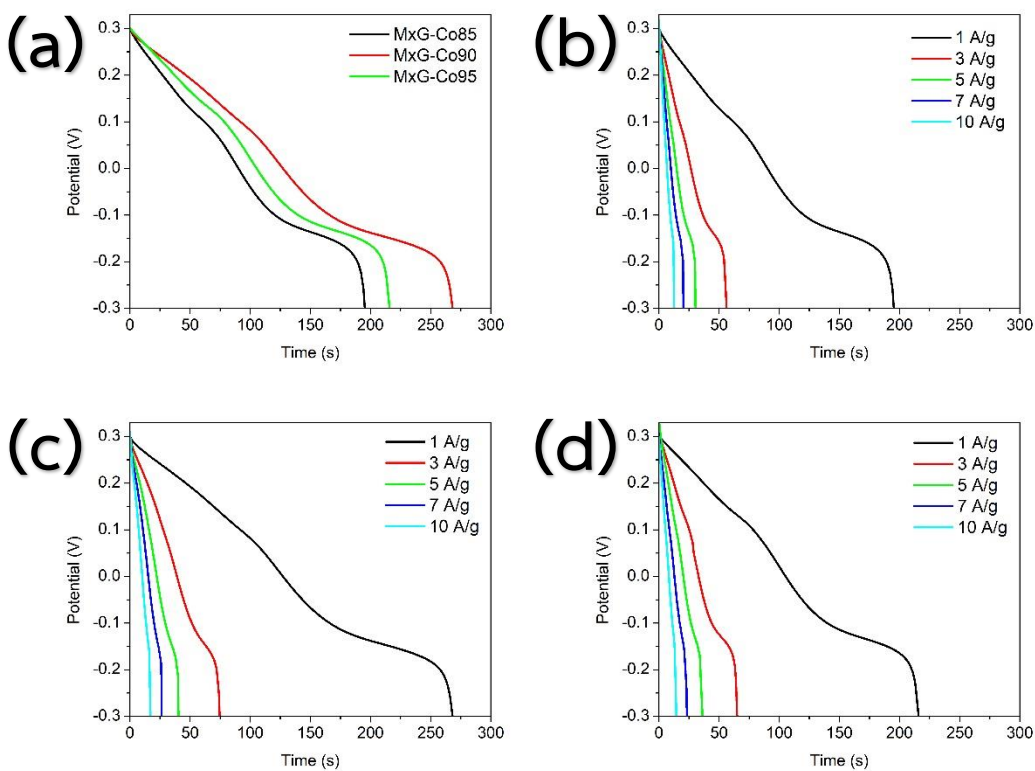 (a)
MxG-Co85
MxG-Co90
MxG-Co95
0.3
0.2
0.1
0.0
-0.1
-0.2
-0.3
Potential (V)
0 50 100 150 200 250 300
Time (s)
(b)
1 A/g
3 A/g
5 A/g
7 A/g
10 A/g
0.3
0.2
0.1
0.0
-0.1
-0.2
-0.3
Potential (V)
0 50 100 150 200 250 300
Time (s)
(c)
1 A/g
3 A/g
5 A/g
7 A/g
10 A/g
0.3
0.2
0.1
0.0
-0.1
-0.2
-0.3
Potential (V)
0 50 100 150 200 250 300
Time (s)
(d)
1 A/g
3 A/g
5 A/g
7 A/g
10 A/g
0.3
0.2
0.1
0.0
-0.1
-0.2
-0.3
Potential (V)
0 50 100 150 200 250 300
Time (s)